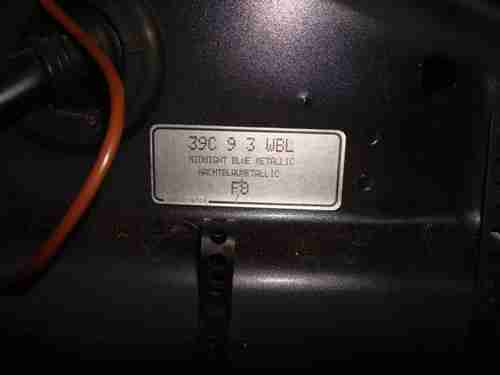 39C 9 3 WBL
MIDNIGHT BLUE METALLIC
NACHTBLAUMETALLIC
F8